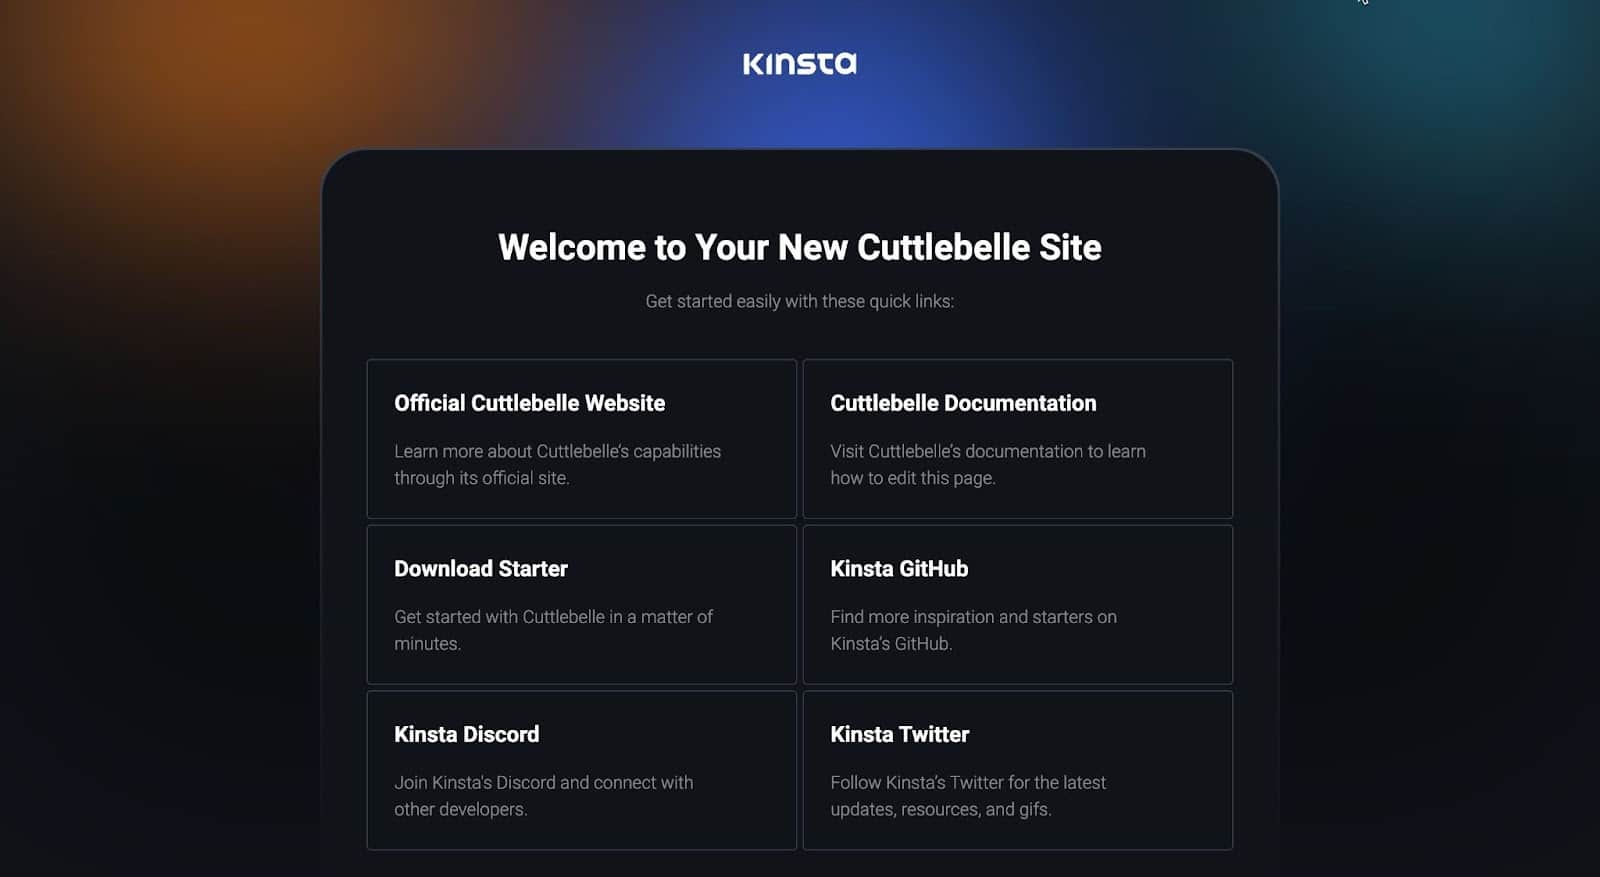 KINSTA
Welcome to Your New Cuttlebelle Site
Get started easily with these quick links:
Official Cuttlebelle Website
Learn more about Cuttlebelle's capabilities
through its official site.
Cuttlebelle Documentation
Visit Cuttlebelle's documentation to learn
how to edit this page.
Download Starter
Get started with Cuttlebelle in a matter of
minutes.
Kinsta GitHub
Find more inspiration and starters on
Kinsta's GitHub.
Kinsta Discord
Join Kinsta's Discord and connect with
other developers.
Kinsta Twitter
Follow Kinsta's Twitter for the latest
updates, resources, and gifs.